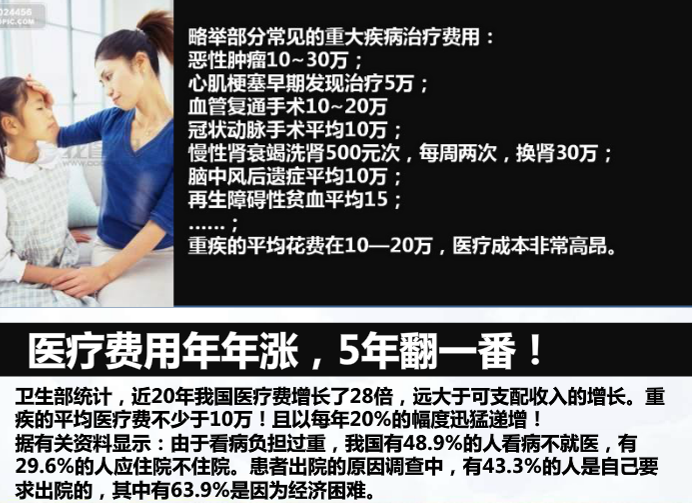 024456
PIC.COM
略举部分常见的重大疾病治疗费用：
恶性肿瘤10~30万；
心肌梗塞早期发现治疗5万；
血管复通手术10~20万
冠状动脉手术平均10万；
慢性肾衰竭洗肾500元次，每周两次，换肾30万；
脑中风后遗症平均10万；
再生障碍性贫血平均15；
......；
重疾的平均花费在10—20万，医疗成本非常高昂。
医疗费用年年涨，5年翻一番！
卫生部统计，近20年我国医疗费增长了28倍，远大于可支配收入的增长。重
疾的平均医疗费不少于10万！且以每年20%的幅度迅猛递增！
据有关资料显示：由于看病负担过重，我国有48.9%的人看病不就医，有
29.6%的人应住院不住院。患者出院的原因调查中，有43.3%的人是自己要
求出院的，其中有63.9%是因为经济困难。